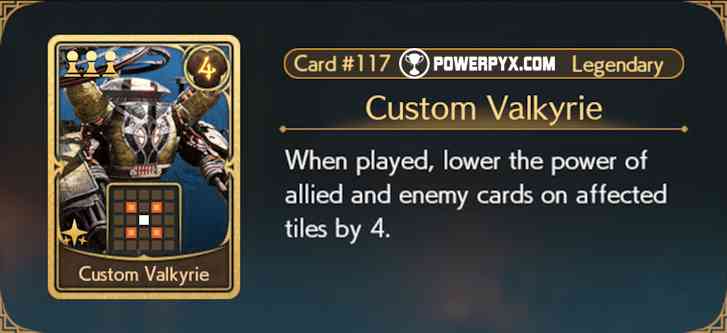 4
Custom Valkyrie
Card #117 POWERPYX.COM Legendary
Custom Valkyrie
When played, lower the power of
allied and enemy cards on affected
tiles by 4.